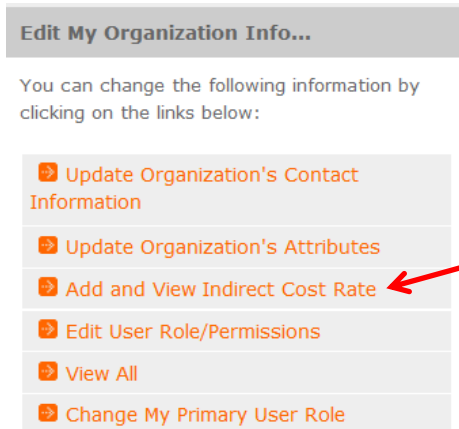 Edit My Organization Info...
You can change the following information by
clicking on the links below:
Update Organization's Contact
Information
Update Organization's Attributes
Add and View Indirect Cost Rate
Edit User Role/Permissions
View All
Change My Primary User Role